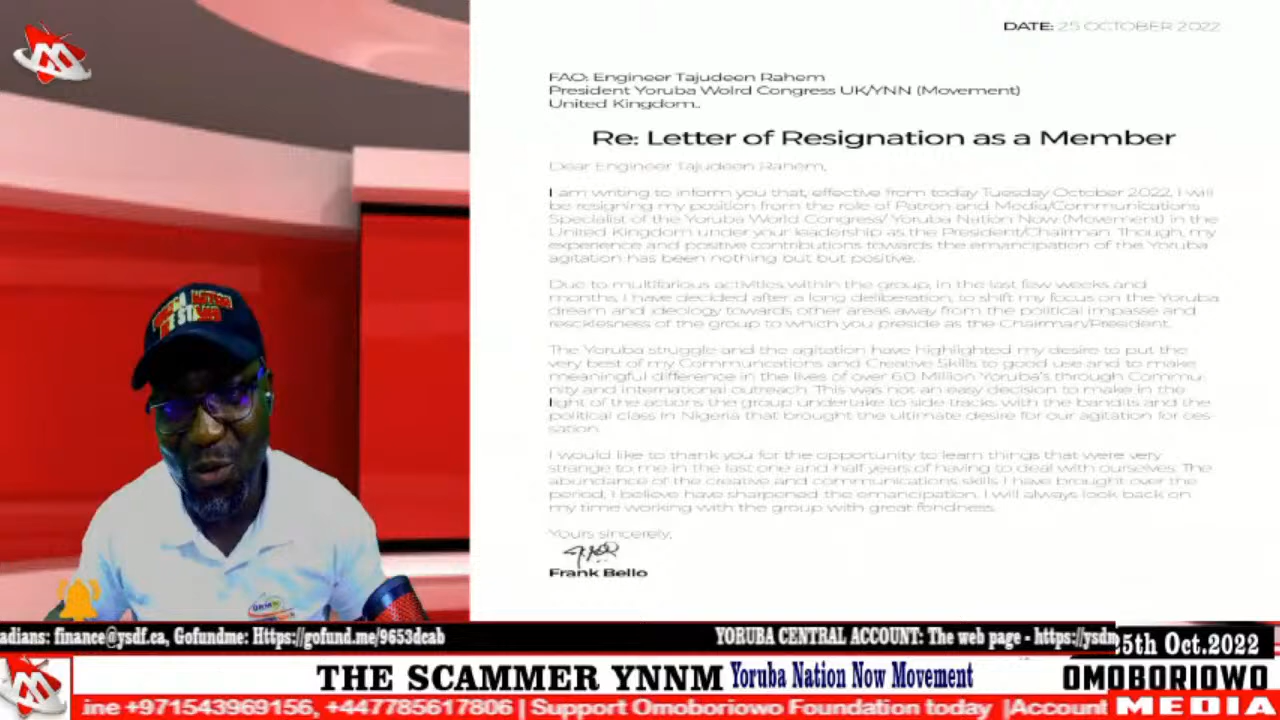 DATE: 25 OCTOBER 2022
FAO: Engineer Tajudeen Rahem
President Yoruba Wolrd Congress UK/YNN (Movement)
United Kingdom..
Re: Letter of Resignation as a Member
Dear Engineer Tajudeen Rahem,
I am writing to inform you that, effective from today Tuesday October 2022, I will
be resigning my position from the role of Patron and Media/Communications
Specialist of the Yoruba World Congress/ Yoruba Nation Now (Movement) in the
United Kingdom under your leadership as the President/Chairman. Though, my
experience and positive contributions towards the emancipation of the Yoruba
agitation has been nothing but but positive.
Due to multifarious activities within the group, in the last few weeks and
months, I have decided after a long deliberation, to shift my focus on the Yoruba
dream and ideology towards other areas away from the political impasse and
rescklesness of the group to which you preside as the Chairman/President.
The Yoruba struggle and the agitation have highlighted my desire to put the
very best of my Communications and Creative Skills to good use and to make
meaningful difference in the lives of over 60 Million Yoruba's through Commu
nity and international outreach. This was not an easy decision to make in the
light of the actions the group undertake to side tracks with the bandits and the
political class in Nigeria that brought the ultimate desire for our agitation for ces
sation.
I would like to thank you for the opportunity to learn things that were very
strange to me in the last one and half years of having to deal with ourselves. The
abundance of the creative and communications skills I have brought over the
period, I believe have sharpened the emancipation. I will always look back on
my time working with the group with great fondness.
Yours sincerely,
Frank Bello
adians: finance@ysdf.ca, Gofundme: Https://gofund.me/9653dcab YORUBA CENTRAL ACCOUNT: The web page - https://ysdm
5th Oct.2022
THE SCAMMER YNNM Yoruba Nation Now Movement
OMOBORIOWO
MEDIA
ine +971543969156, +447785617806 | Support Omoboriowo Foundation today |Account